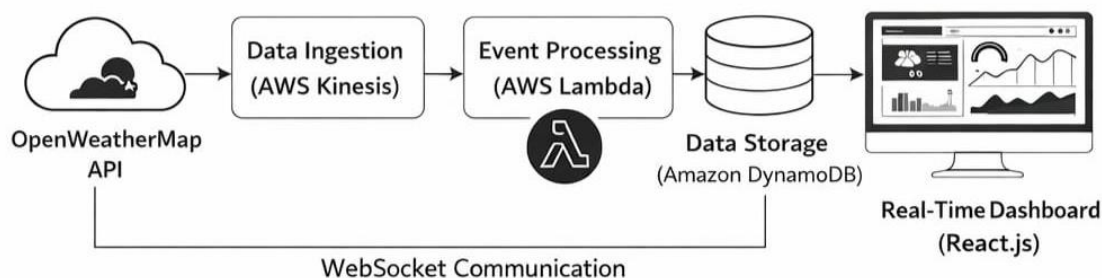 OpenWeatherMap
API
Data Ingestion
(AWS Kinesis)
Event Processing
(AWS Lambda)
Data Storage
(Amazon DynamoDB)
Real-Time Dashboard
(React.js)
WebSocket Communication